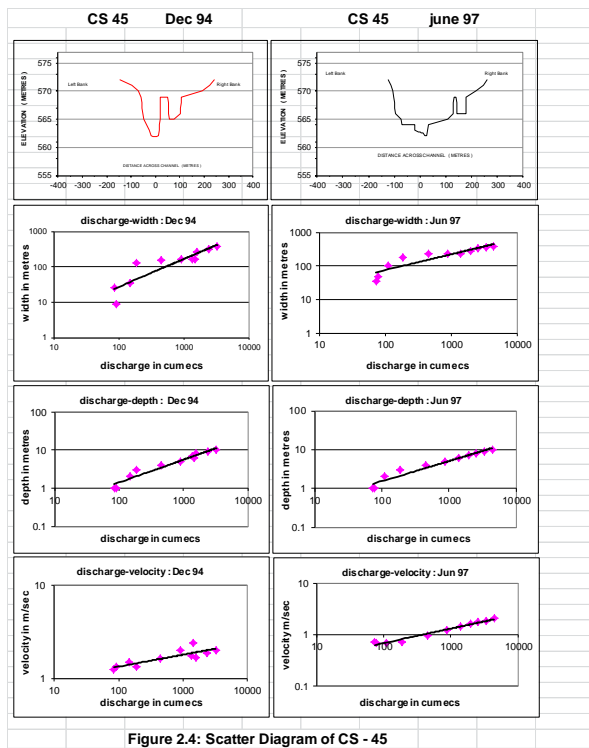 CS 45 Dec 94
CS 45 june 97
575
570
565
560
555
ELEVATION ( METRES )
Left Bank
Right Bank
DISTANCE ACROSS CHANNEL ( METRES )
-400 -300 -200 -100 0 100 200 300 400
575
570
565
560
555
ELEVATION ( METRES )
Left Bank
Right Bank
DISTANCE ACROSS CHANNEL ( METRES )
-400 -300 -200 -100 0 100 200 300 400
discharge-width : Dec 94
1000
100
10
1
width in metres
10 100 1000 10000
discharge in cumecs
discharge-width : Jun 97
1000
100
10
1
width in metres
10 100 1000 10000
discharge in cumecs
discharge-depth : Dec 94
100
10
1
0.1
depth in metres
10 100 1000 10000
discharge in cumecs
discharge-depth : Jun 97
100
10
1
0.1
depth in metres
10 100 1000 10000
discharge in cumecs
discharge-velocity: Dec 94
10
1
velocity in m/sec
10 100 1000 10000
discharge in cumecs
discharge-velocity: Jun 97
10
1
0.1
velocity m/sec
10 100 1000 10000
discharge in cumecs
Figure 2.4: Scatter Diagram of CS - 45